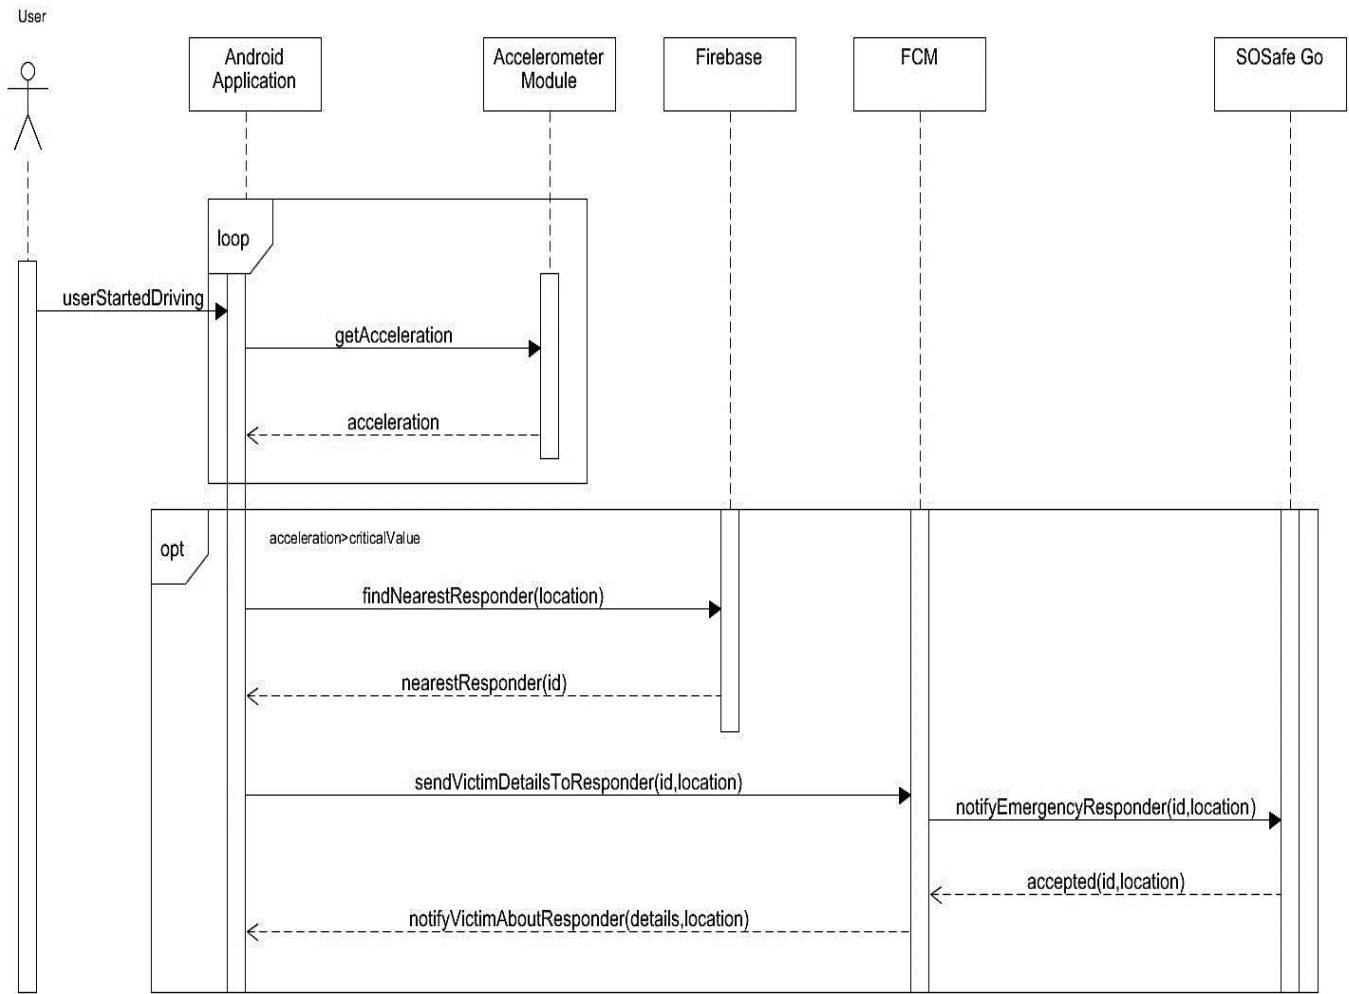 User
Android
Application
Accelerometer
Module
Firebase
FCM
SOSafe Go
loop
userStartedDriving
getAcceleration
acceleration
opt
acceleration>criticalValue
findNearestResponder(location)
nearestResponder(id)
sendVictimDetailsToResponder(id,location)
notifyEmergencyResponder(id,location)
accepted(id,location)
notifyVictimAboutResponder(details,location)